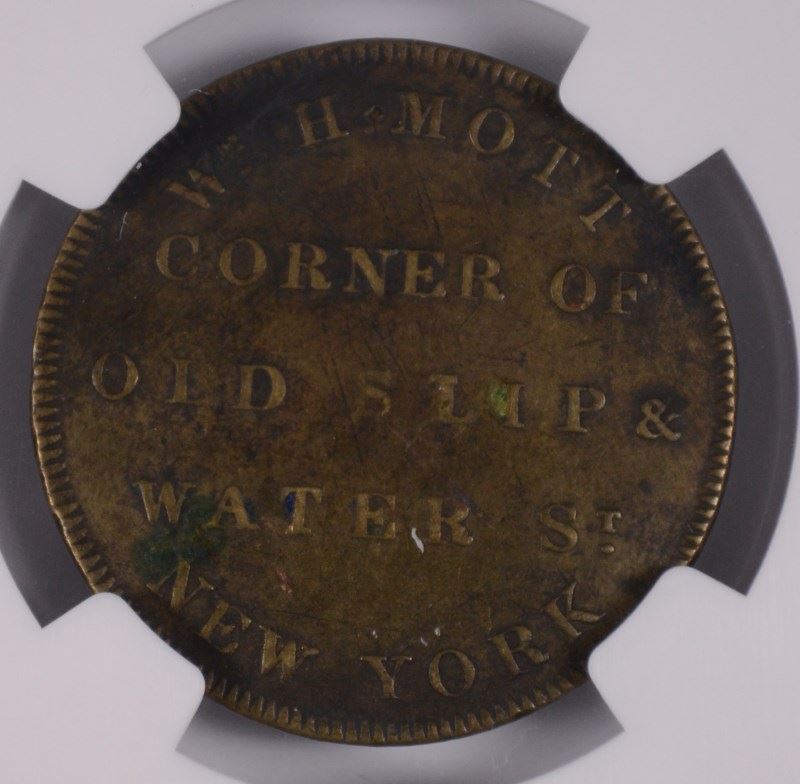 Wm H · MOTT
CORNER OF
OLD SLIP &
WATER ST.
NEW YORK